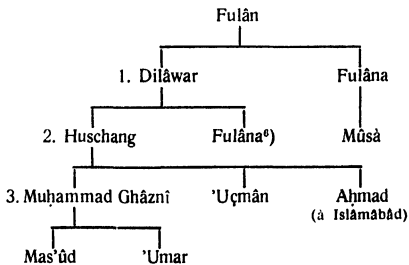 Fulân
1. Dilâwar Fulâna
2. Huschang Fulâna⁶) Mûsà
3. Muḥammad Ghâznî 'Uçmân Aḥmad
(à Islâmâbâd)
Mas'ûd 'Umar